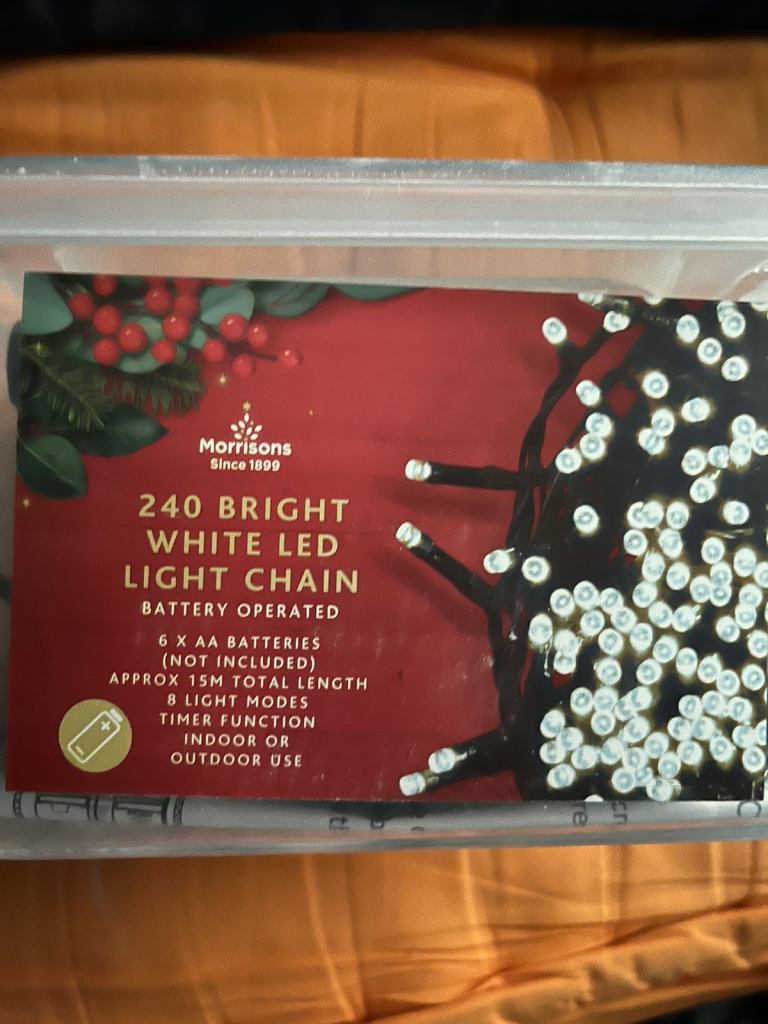 Morrisons
Since 1899
240 BRIGHT
WHITE LED
LIGHT CHAIN
BATTERY OPERATED
6 X AA BATTERIES
(NOT INCLUDED)
APPROX 15M TOTAL LENGTH
8 LIGHT MODES
TIMER FUNCTION
INDOOR OR
OUTDOOR USE